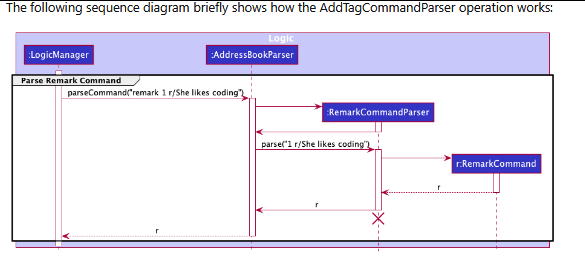 The following sequence diagram briefly shows how the AddTagCommandParser operation works:
Logic
:LogicManager
:AddressBookParser
Parse Remark Command
parseCommand("remark 1 r/She likes coding")
:RemarkCommandParser
parse("1 r/She likes coding")
r:RemarkCommand
r
r
r